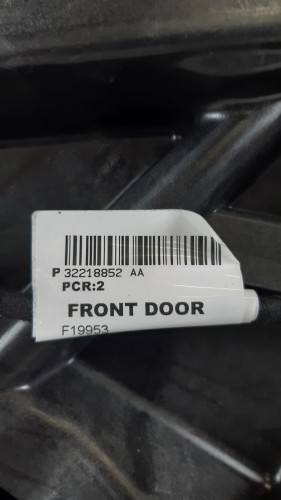 P 32218852 AA
PCR:2
FRONT DOOR
F19953